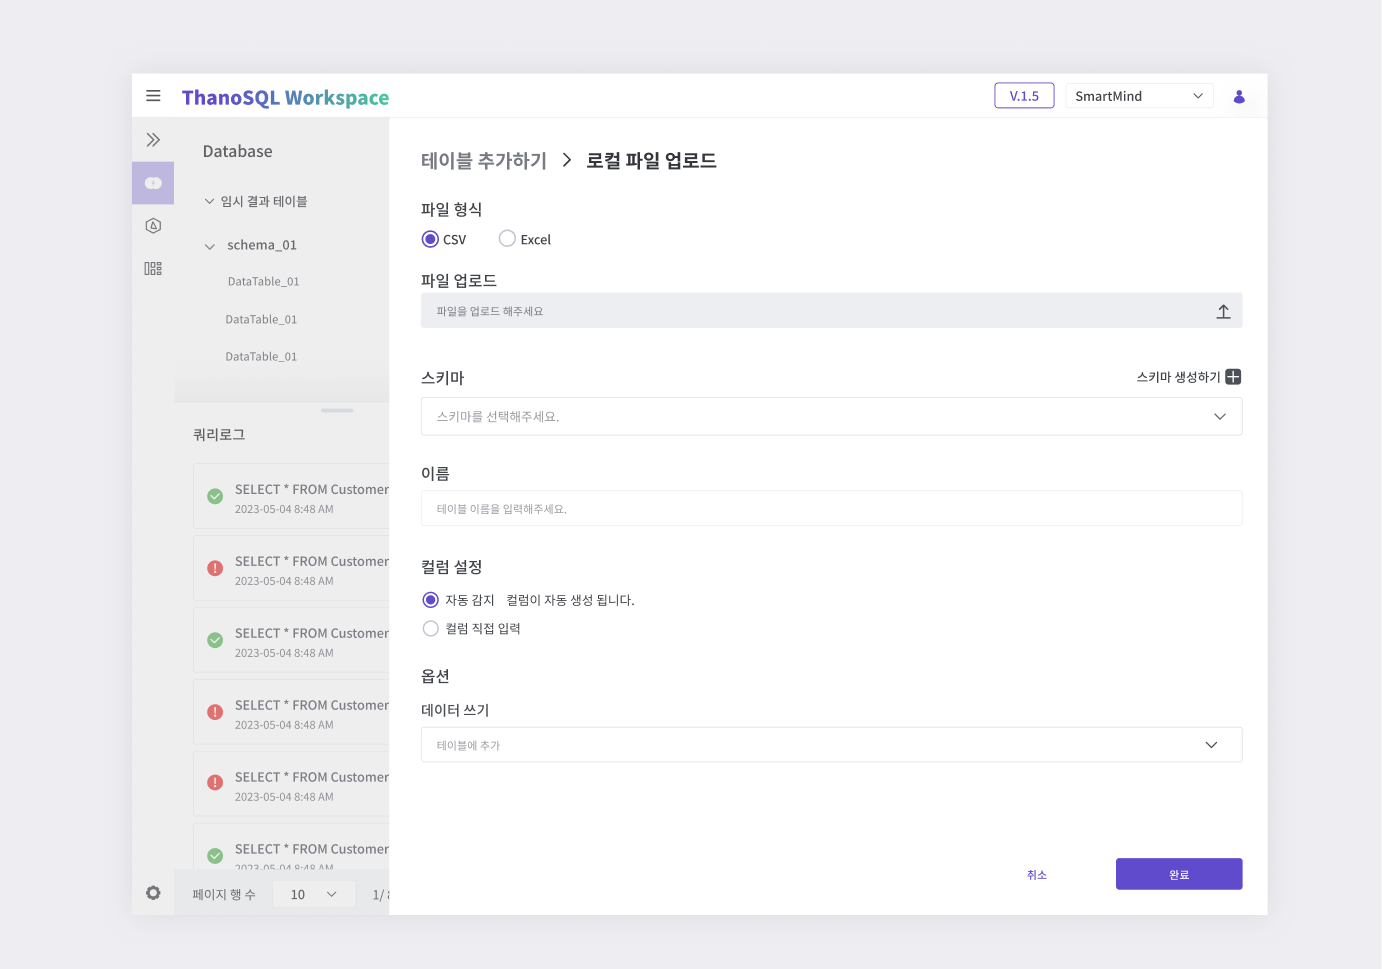 ThanoSQL Workspace
V.1.5
SmartMind
Database
임시 결과 테이블
schema_01
DataTable_01
DataTable_01
DataTable_01
쿼리로그
SELECT * FROM Customer
2023-05-04 8:48 AM
SELECT * FROM Customer
2023-05-04 8:48 AM
SELECT * FROM Customer
2023-05-04 8:48 AM
SELECT * FROM Customer
2023-05-04 8:48 AM
SELECT * FROM Customer
2023-05-04 8:48 AM
SELECT * FROM Customer
2023-05-04 8:48 AM
페이지 행 수
10
1/
테이블 추가하기 > 로컬 파일 업로드
파일 형식
CSV
Excel
파일 업로드
파일을 업로드 해주세요
스키마
스키마 생성하기
스키마를 선택해주세요.
이름
테이블 이름을 입력해주세요.
컬럼 설정
자동 감지 컬럼이 자동 생성 됩니다.
컬럼 직접 입력
옵션
데이터 쓰기
테이블에 추가
취소
완료